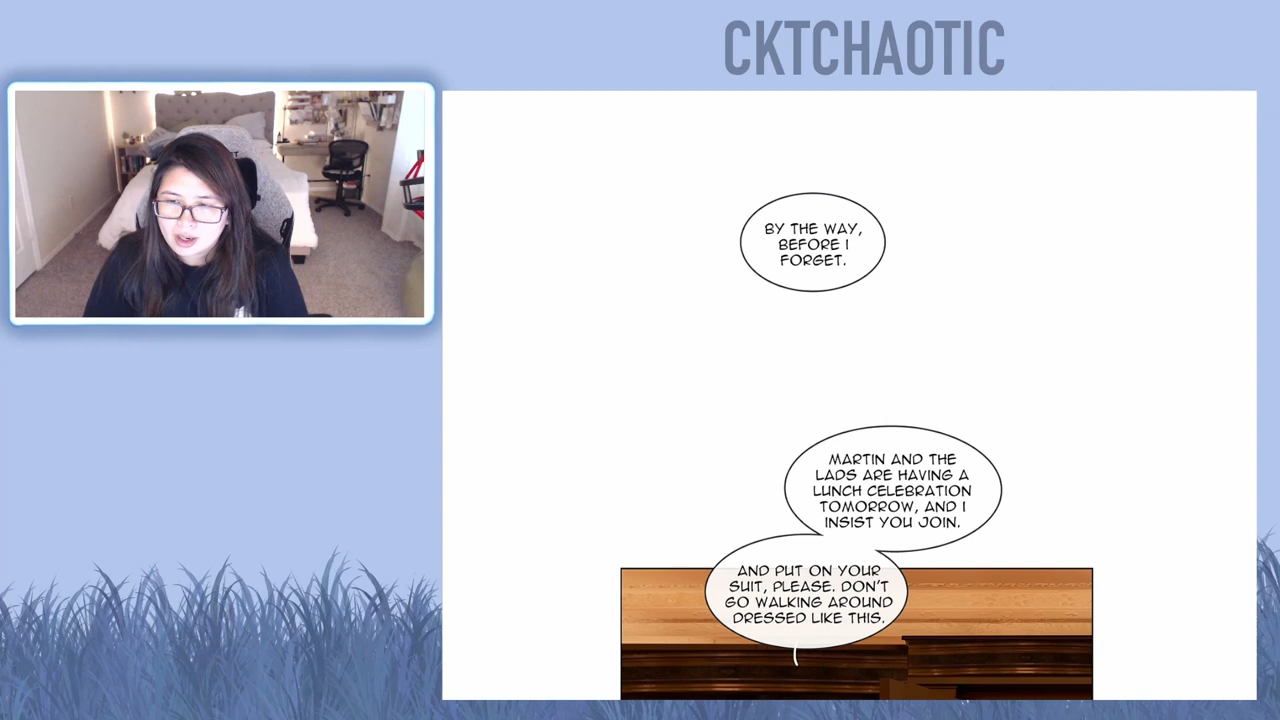 CKTCHAOTIC
BY THE WAY,
BEFORE I
FORGET.
MARTIN AND THE
LADS ARE HAVING A
LUNCH CELEBRATION
TOMORROW, AND I
INSIST YOU JOIN.
AND PUT ON YOUR
SUIT, PLEASE. DON'T
GO WALKING AROUND
DRESSED LIKE THIS.